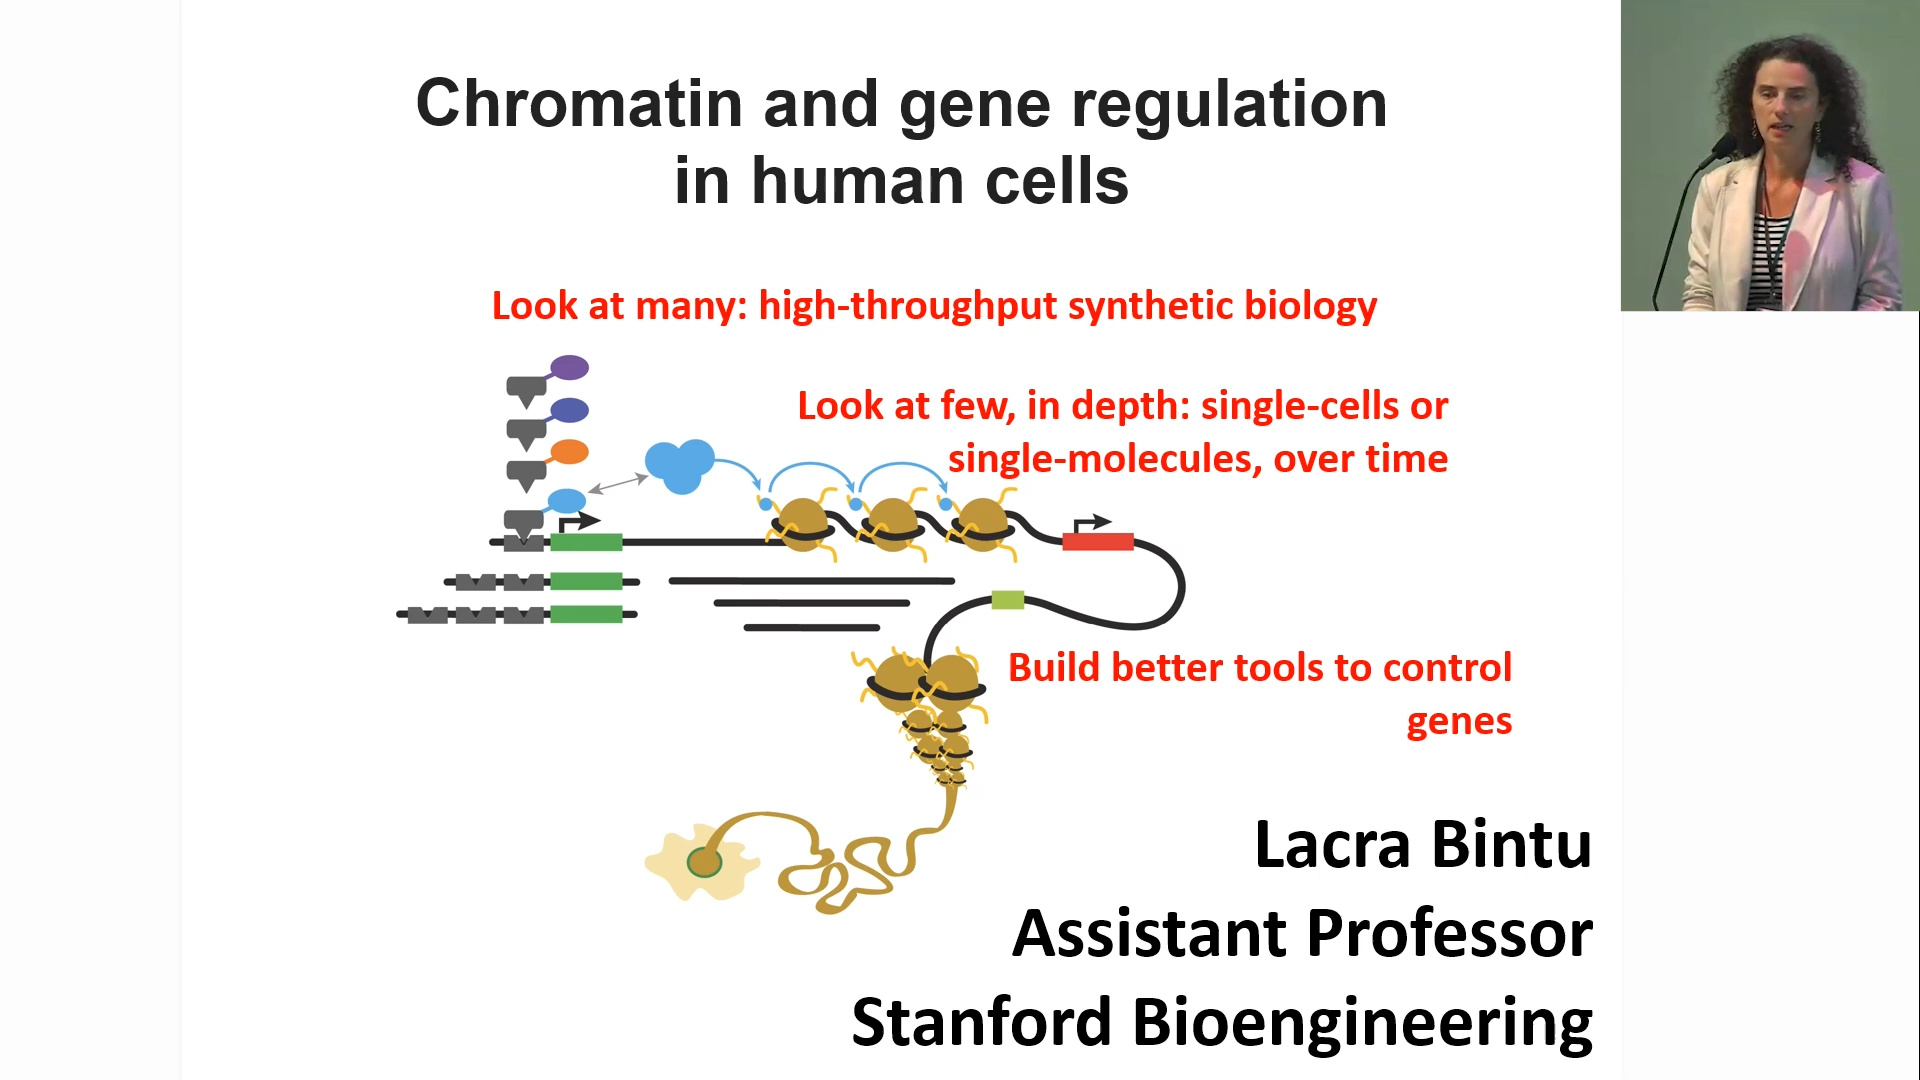 Chromatin and gene regulation
in human cells
Look at many: high-throughput synthetic biology
Look at few, in depth: single-cells or
single-molecules, over time
Build better tools to control
genes
Lacra Bintu
Assistant Professor
Stanford Bioengineering